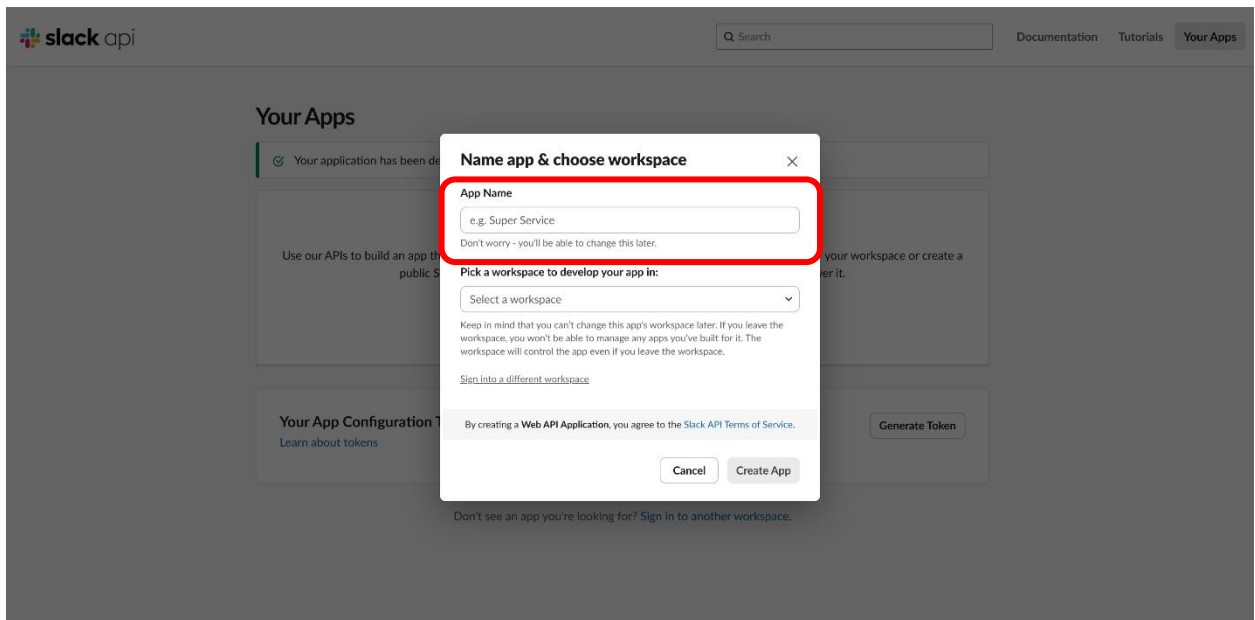 slack api
Search
Documentation
Tutorials
Your Apps
Your Apps
Your application has been de
Name app & choose workspace
App Name
e.g. Super Service
Don't worry - you'll be able to change this later.
Use our APIs to build an app th
your workspace or create a
public S
er it.
Pick a workspace to develop your app in:
Select a workspace
Keep in mind that you can't change this app's workspace later. If you leave the
workspace, you won't be able to manage any apps you've built for it. The
workspace will control the app even if you leave the workspace.
Sign into a different workspace
Your App Configuration T
Learn about tokens
Generate Token
By creating a Web API Application, you agree to the Slack API Terms of Service.
Cancel
Create App
Don't see an app you're looking for? Sign in to another workspace.